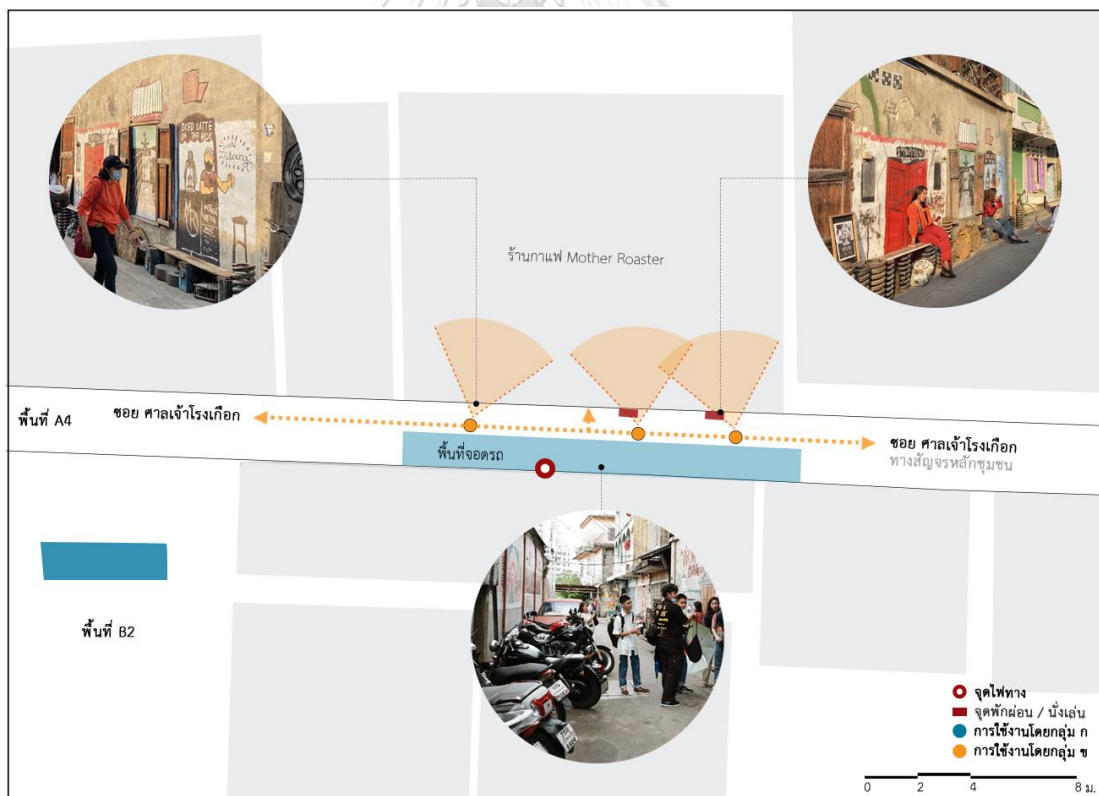 ICED LATTE
IN THE BOX
ร้านกาแฟ Mother Roaster
พื้นที่ A4
ซอย ศาลเจ้าโรงเกือก
ซอย ศาลเจ้าโรงเกือก
ทางสัญจรหลักชุมชน
พื้นที่จอดรถ
พื้นที่ B2
จุดไฟทาง
จุดพักผ่อน / นั่งเล่น
การใช้งานโดยกลุ่ม ก
การใช้งานโดยกลุ่ม ข
0 2 4 8 ม.